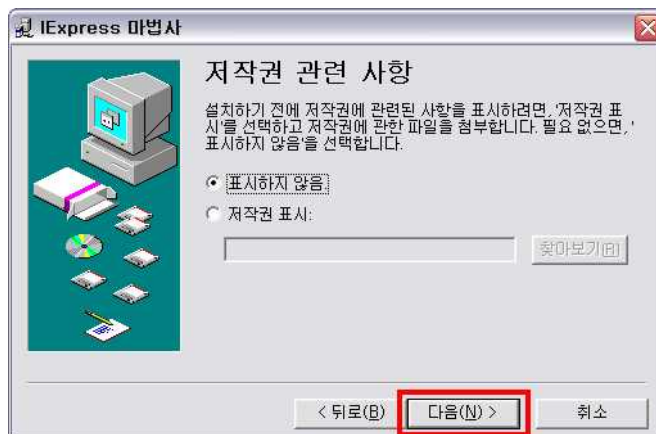 IExpress 마법사
저작권 관련 사항
설치하기 전에 저작권에 관련된 사항을 표시하려면, '저작권 표
시'를 선택하고 저작권에 관한 파일을 첨부합니다. 필요 없으면, '
표시하지 않음'을 선택합니다.
표시하지 않음.
저작권 표시:
찾아보기(R)
< 뒤로(B)
다음(N) >
취소